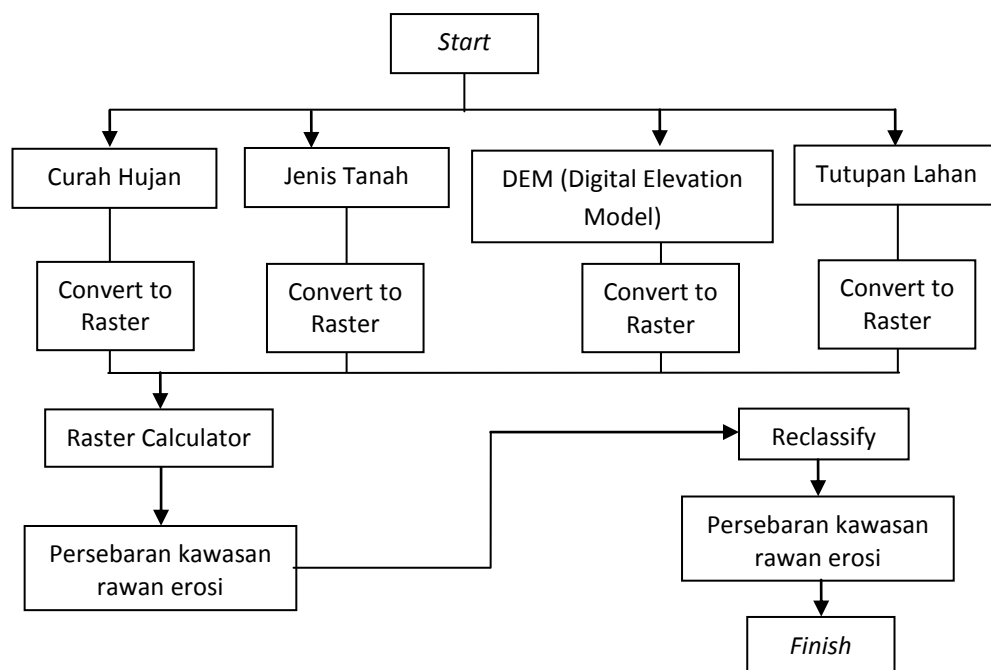 Start
Curah Hujan
Jenis Tanah
DEM (Digital Elevation
Model)
Tutupan Lahan
Convert to
Raster
Convert to
Raster
Convert to
Raster
Convert to
Raster
Raster Calculator
Reclassify
Persebaran kawasan
rawan erosi
Persebaran kawasan
rawan erosi
Finish